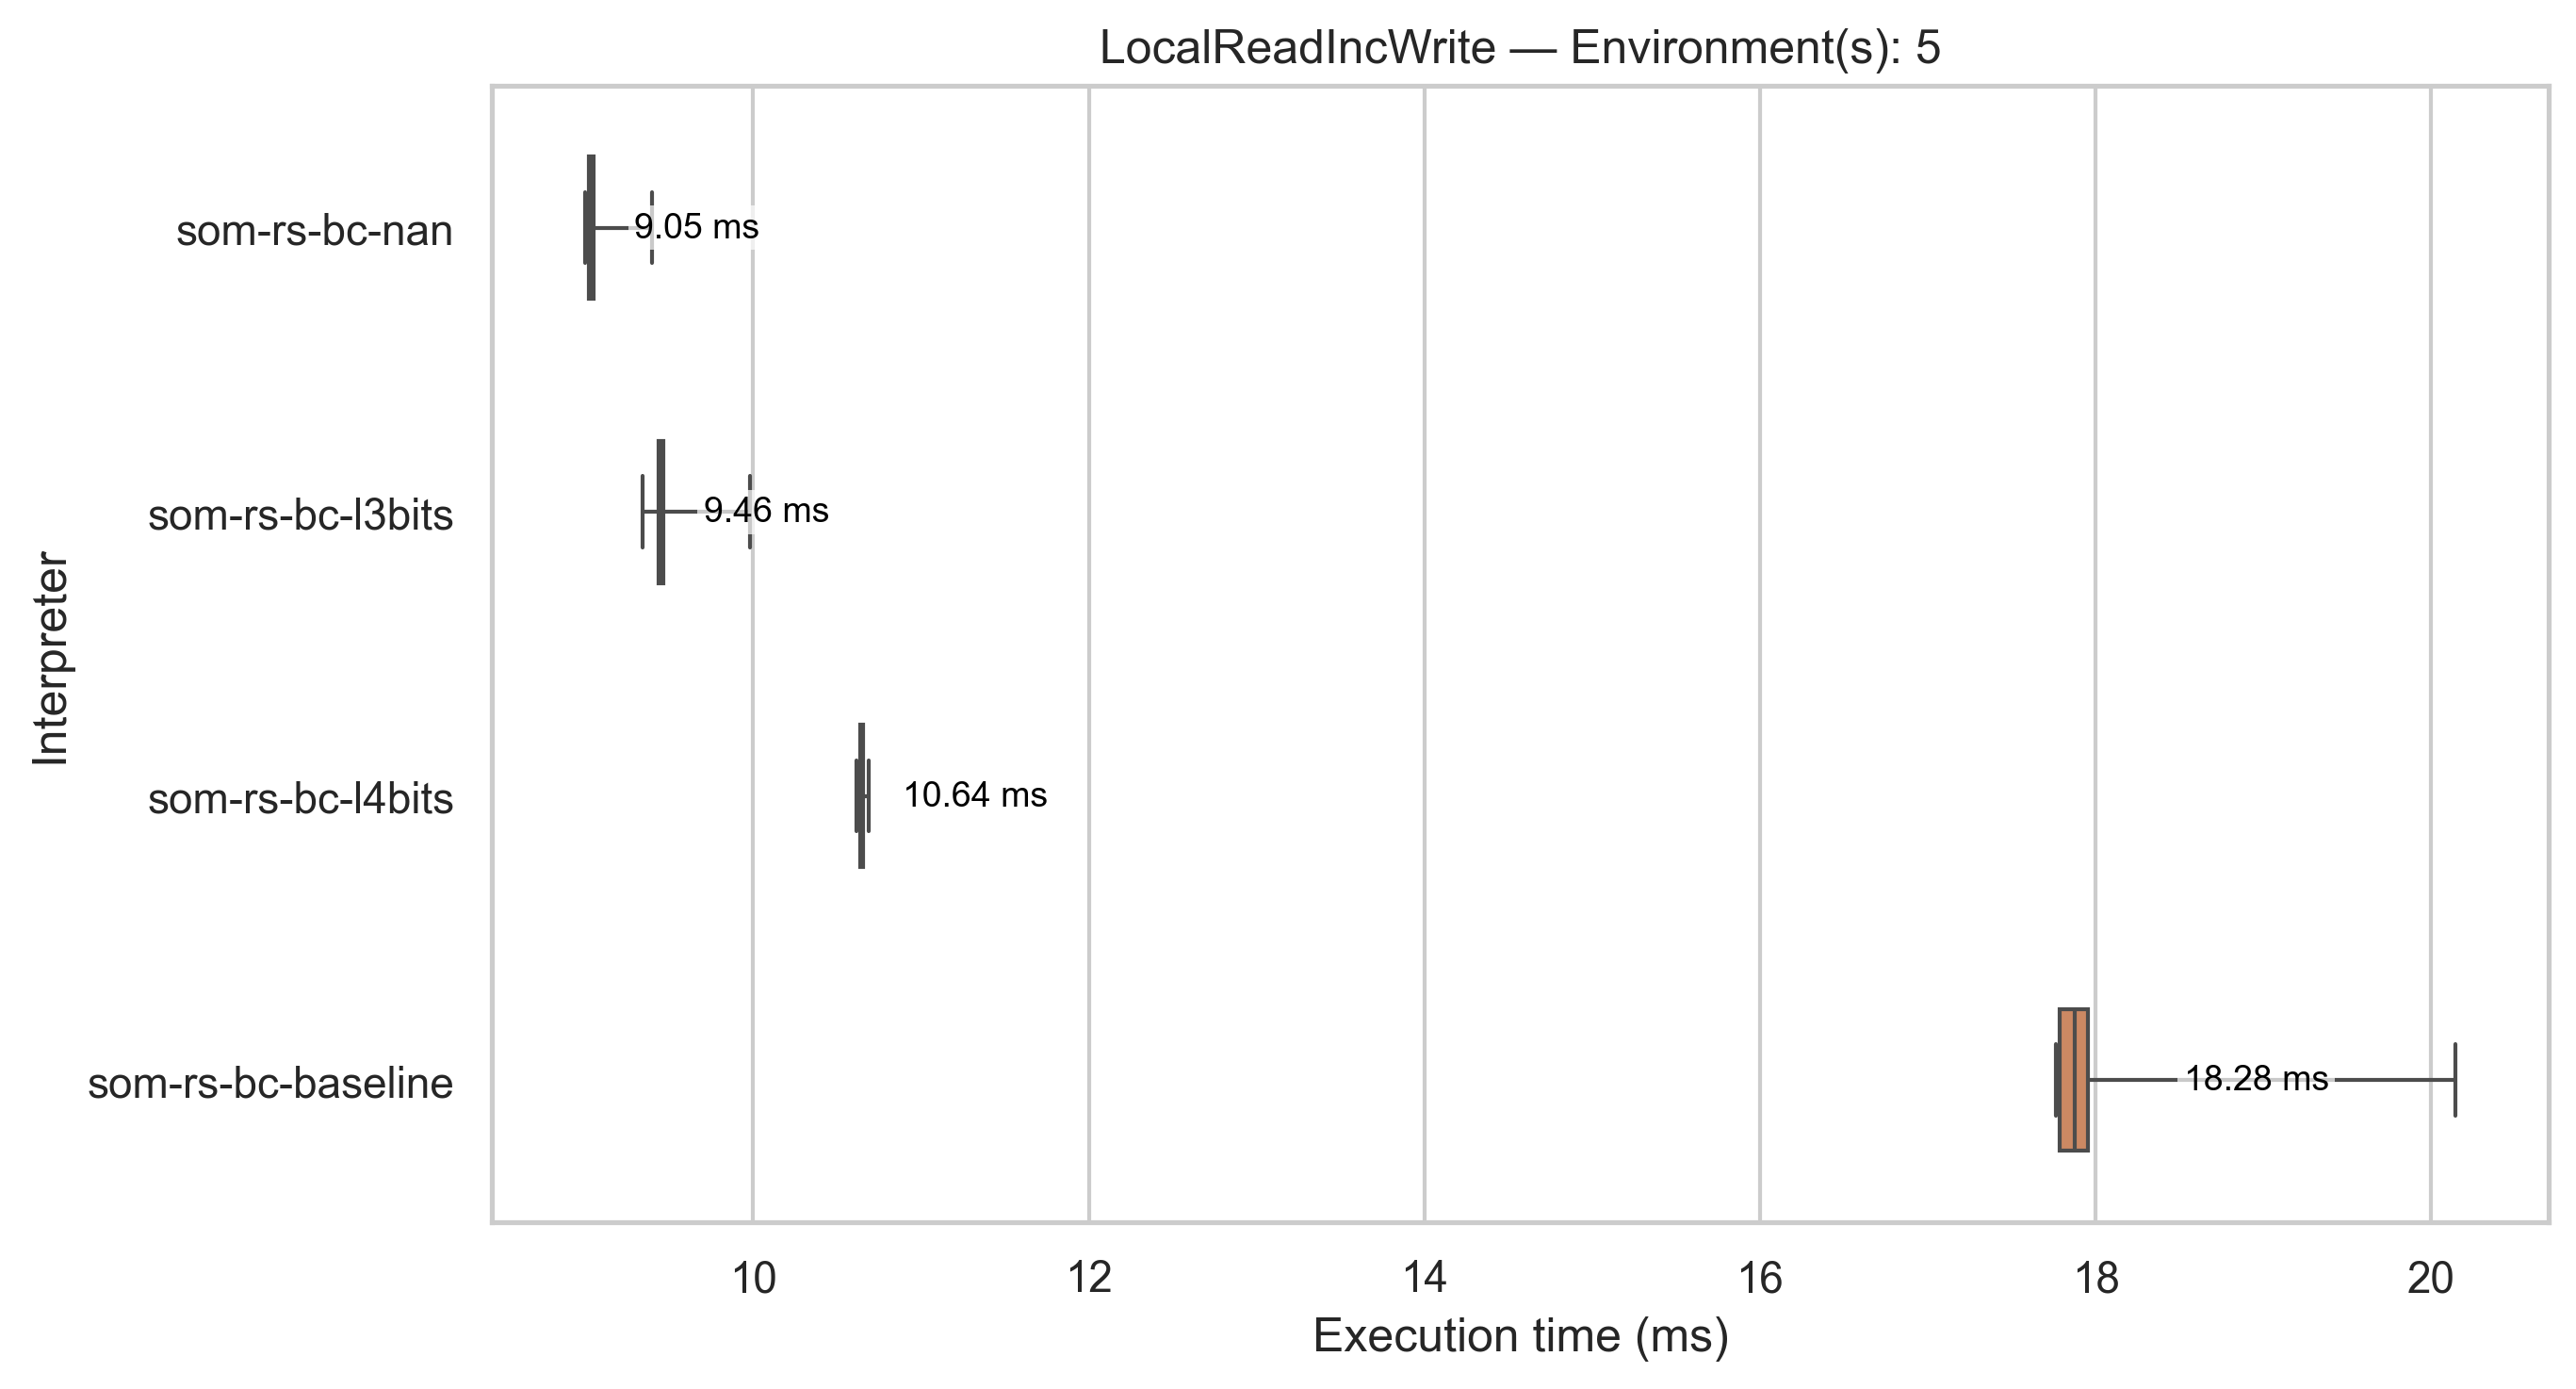 LocalReadIncWrite — Environment(s): 5
som-rs-bc-nan
9.05 ms
som-rs-bc-l3bits
9.46 ms
som-rs-bc-l4bits
10.64 ms
som-rs-bc-baseline
18.28 ms
Interpreter
10 12 14 16 18 20
Execution time (ms)